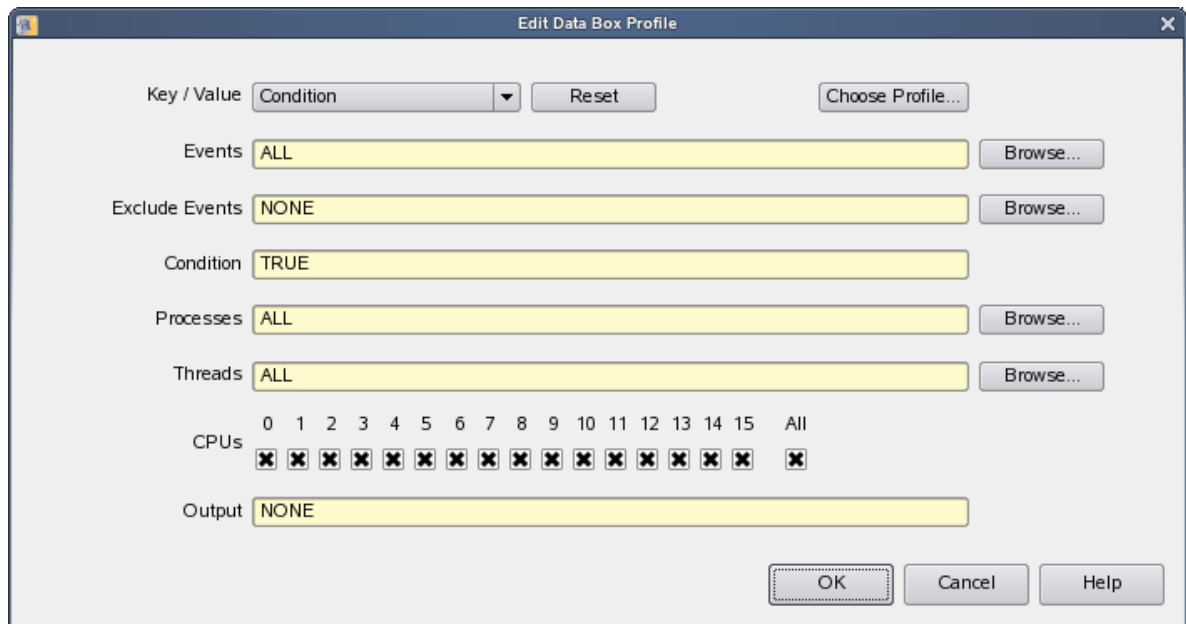 Edit Data Box Profile
Key / Value Condition Reset Choose Profile...
Events ALL Browse...
Exclude Events NONE Browse...
Condition TRUE
Processes ALL Browse...
Threads ALL Browse...
0 1 2 3 4 5 6 7 8 9 10 11 12 13 14 15 All
CPUs
Output NONE
OK Cancel Help